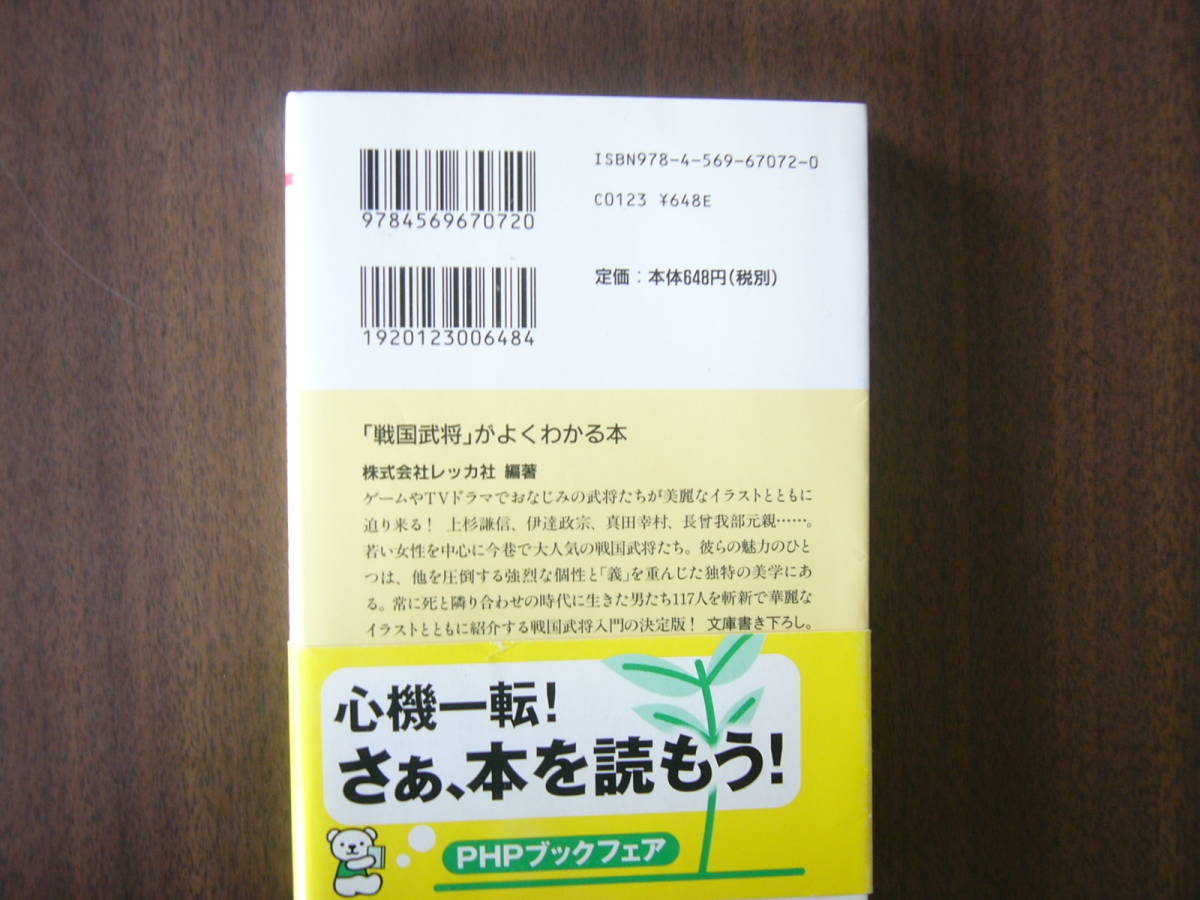 9784569670720
ISBN978-4-569-67072-0
C0123 ¥648E
1920123006484
定価：本体648円(税別)
「戦国武将」がよくわかる本
株式会社レッカ社 編著
ゲームやTVドラマでおなじみの武将たちが美麗なイラストとともに
迫り来る！ 上杉謙信、伊達政宗、真田幸村、長曾我部元親……。
若い女性を中心に今巷で大人気の戦国武将たち。彼らの魅力のひと
つは、他を圧倒する強烈な個性と「義」を重んじた独特の美学にあ
る。常に死と隣り合わせの時代に生きた男たち117人を斬新で華麗な
イラストとともに紹介する戦国武将入門の決定版！ 文庫書き下ろし。
心機一転！
さぁ、本を読もう！
PHPブックフェア